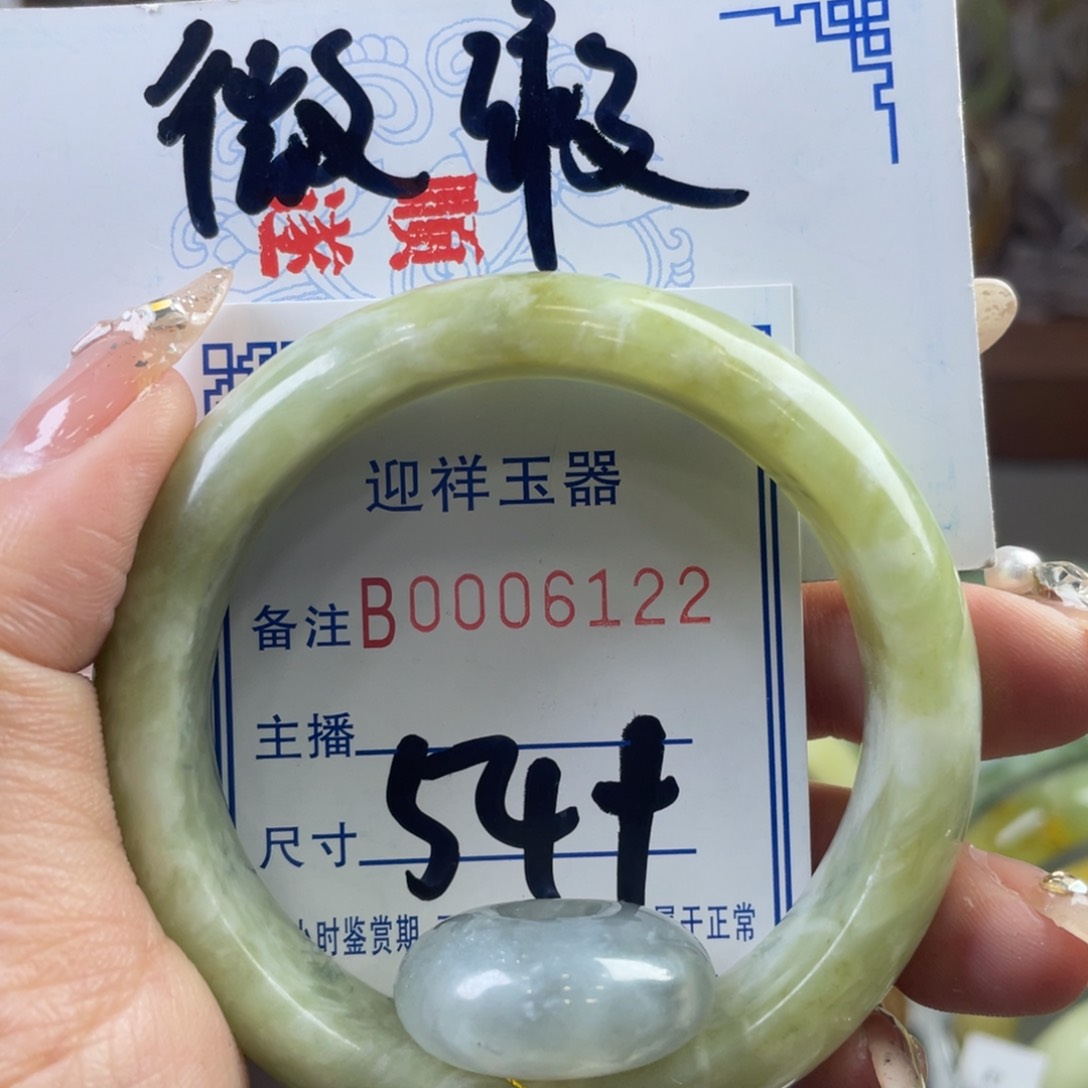 微瑕
迎祥玉器
备注B0006122
主播
尺寸 54+
小时鉴赏期
属于正常